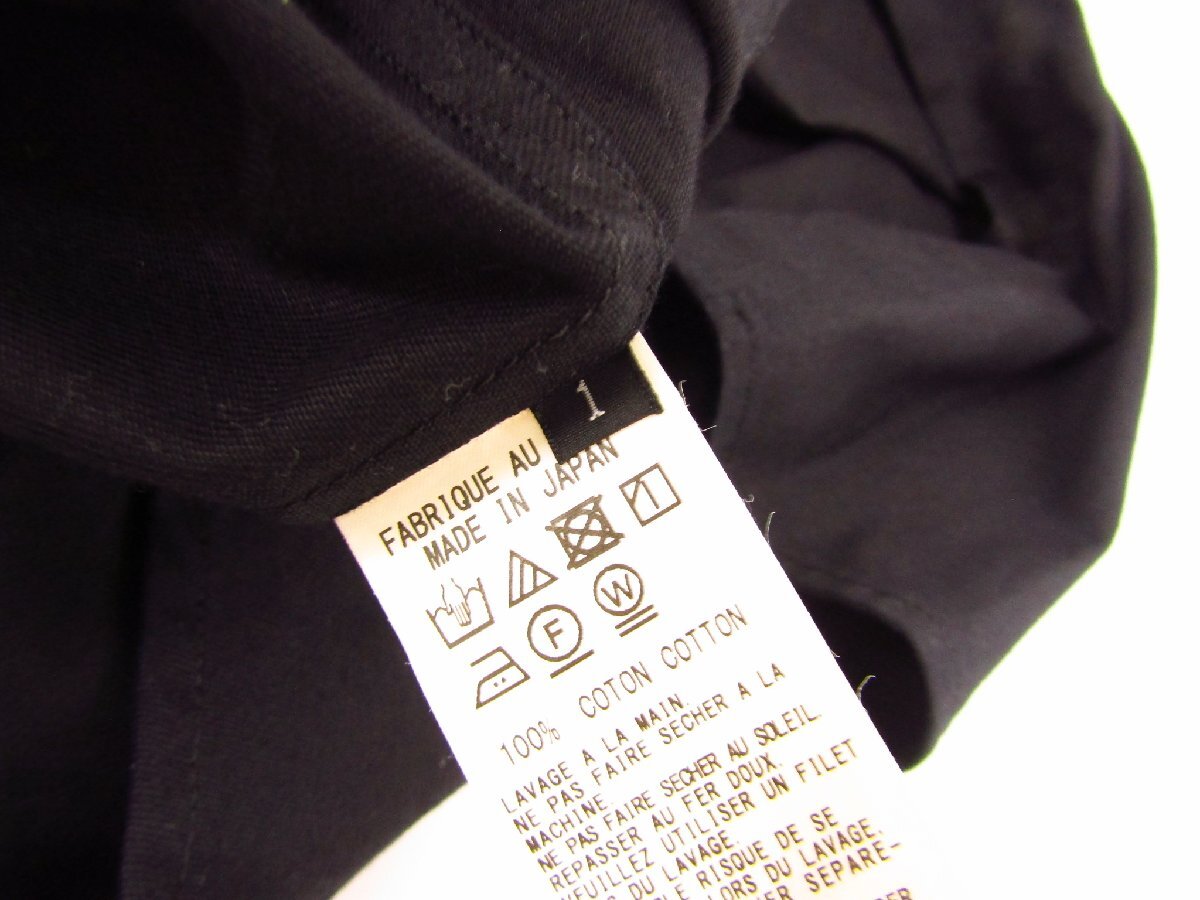 1
FABRIQUE AU
MADE IN JAPAN
F
W
100% COTON COTTON
LAVAGE A LA MAIN.
NE PAS FAIRE SECHER A LA
MACHINE.
NE PAS FAIRE SECHER AU SOLEIL.
REPASSER AU FER DOUX.
VEUILLEZ UTILISER UN FILET
DU LAVAGE.
RISQUE DE SE
LORS DU LAVAGE.
SEPARE-